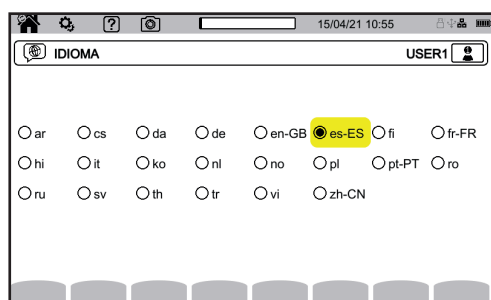 ? 15/04/21 10:55
IDIOMA USER1
ar cs da de en-GB es-ES fi fr-FR
hi it ko nl no pl pt-PT ro
ru sv th tr vi zh-CN